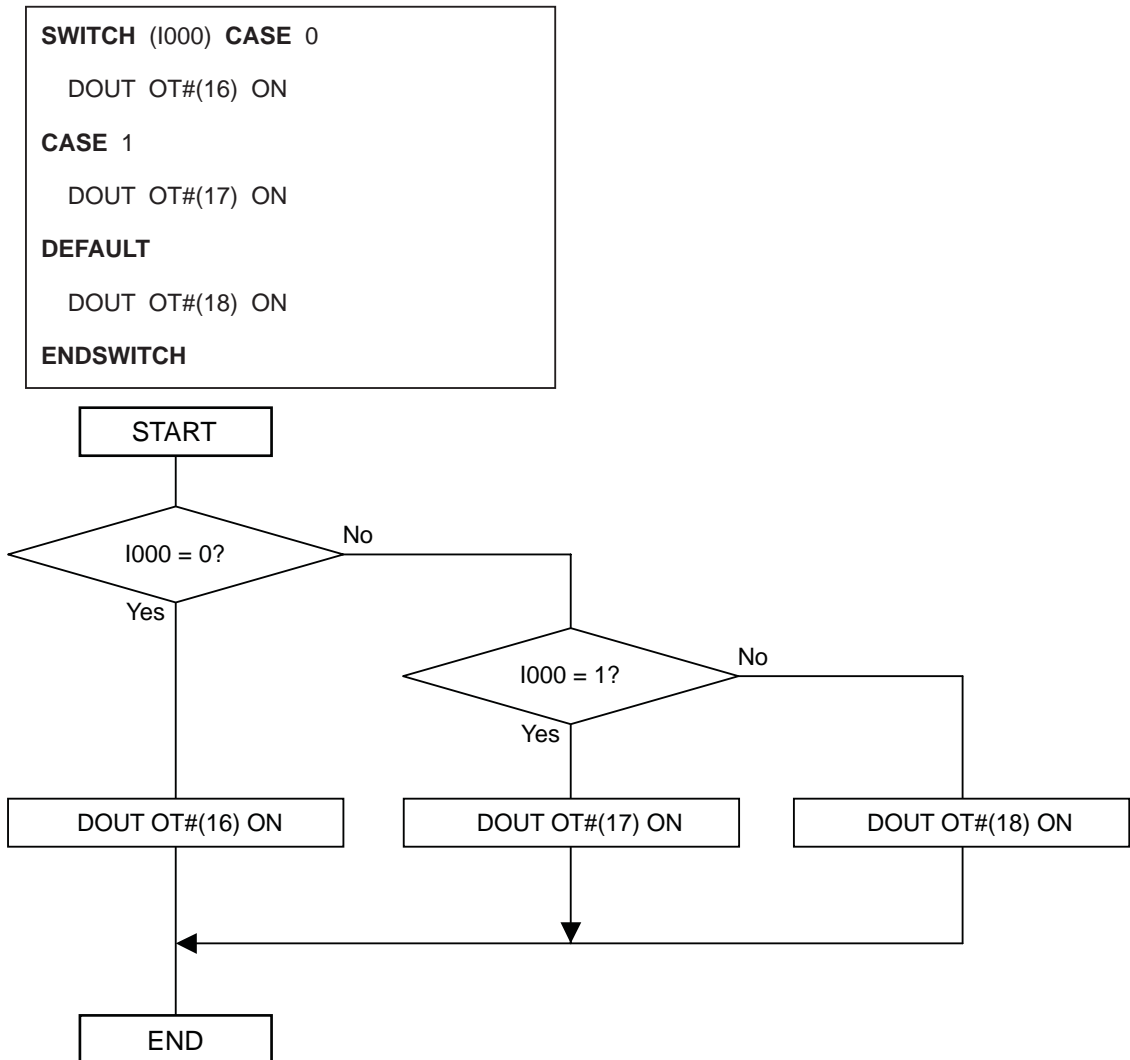 SWITCH (I000) CASE 0
DOUT OT#(16) ON
CASE 1
DOUT OT#(17) ON
DEFAULT
DOUT OT#(18) ON
ENDSWITCH
START
I000 = 0?
No
Yes
I000 = 1?
No
Yes
DOUT OT#(16) ON
DOUT OT#(17) ON
DOUT OT#(18) ON
END